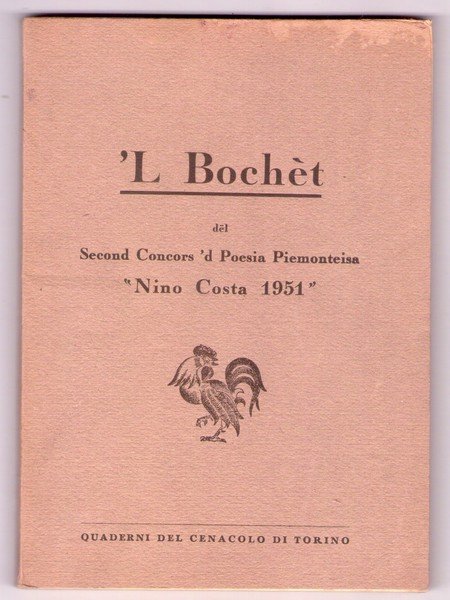 'L Bochèt
dël
Second Concors 'd Poesia Piemonteisa
"Nino Costa 1951"
QUADERNI DEL CENACOLO DI TORINO